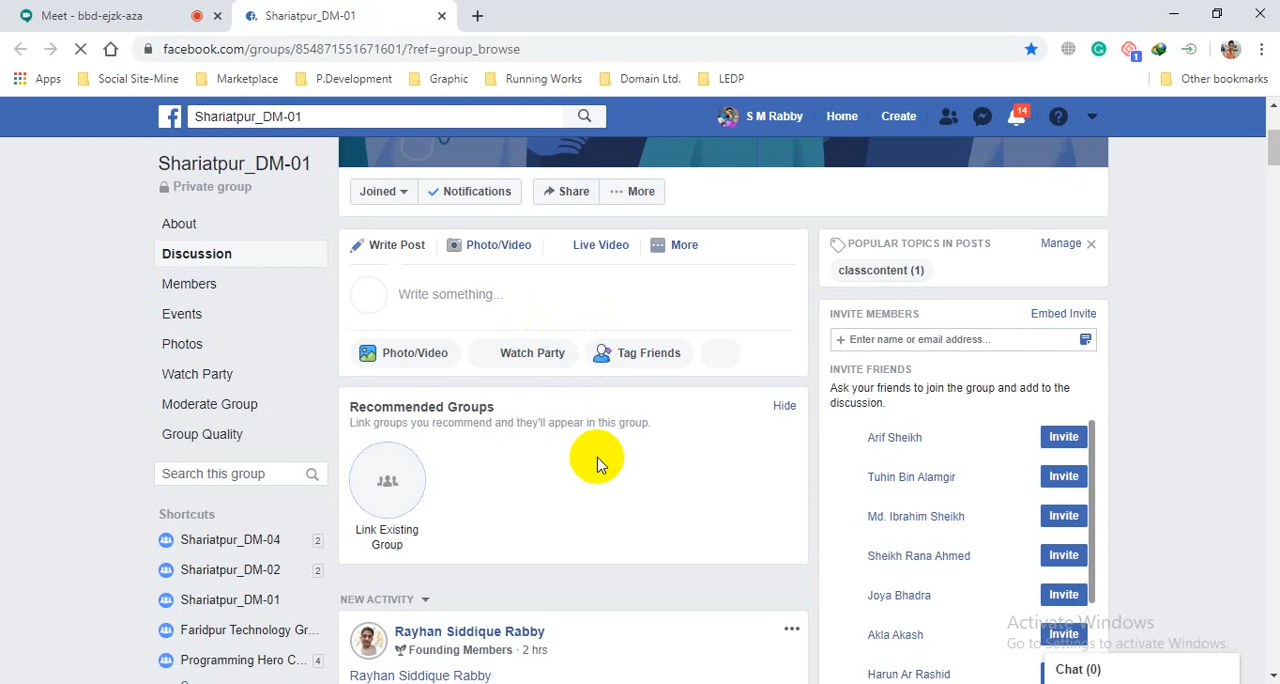 Meet - bbd-ejzk-aza
Shariatpur_DM-01
facebook.com/groups/854871551671601/?ref=group_browse
1
Apps
Social Site-Mine
Marketplace
P.Development
Graphic
Running Works
Domain Ltd.
LEDP
Other bookmarks
Shariatpur_DM-01
S M Rabby
Home
Create
14
Shariatpur_DM-01
Private group
About
Discussion
Members
Events
Photos
Watch Party
Moderate Group
Group Quality
Search this group
Shortcuts
Shariatpur_DM-04 2
Shariatpur_DM-02 2
Shariatpur_DM-01
Faridpur Technology Gr...
Programming Hero C... 4
Joined
Notifications
Share
More
Write Post
Photo/Video
Live Video
More
Write something...
Photo/Video
Watch Party
Tag Friends
Recommended Groups
Hide
Link groups you recommend and they'll appear in this group.
Link Existing
Group
NEW ACTIVITY
Rayhan Siddique Rabby
Founding Members · 2 hrs
Rayhan Siddique Rabby
POPULAR TOPICS IN POSTS
Manage
classcontent (1)
INVITE MEMBERS
Embed Invite
+ Enter name or email address...
INVITE FRIENDS
Ask your friends to join the group and add to the
discussion.
Arif Sheikh Invite
Tuhin Bin Alamgir Invite
Md. Ibrahim Sheikh Invite
Sheikh Rana Ahmed Invite
Joya Bhadra Invite
Akla Akash Invite
Harun Ar Rashid
Activate Windows
Go to Settings to activate Windows.
Chat (0)